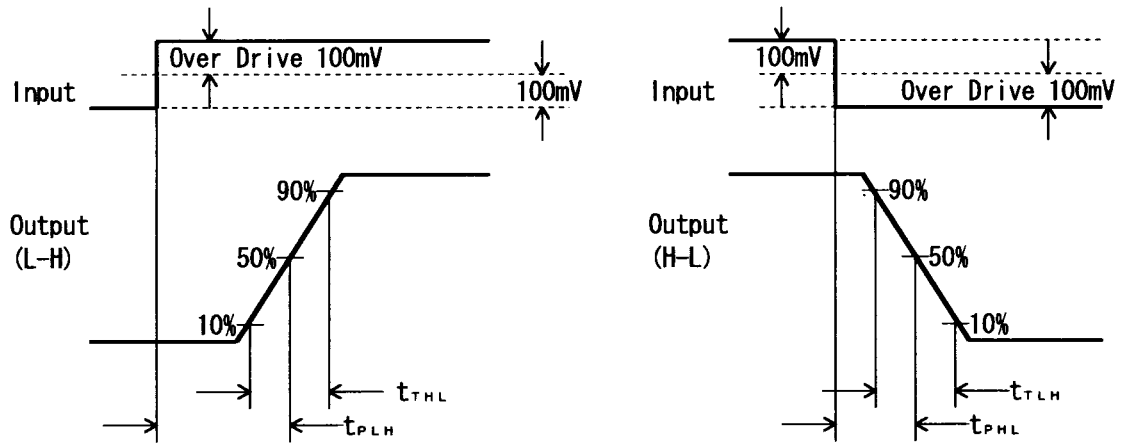 Over Drive 100mV
Input
100mV
90%
Output
(L-H)
50%
10%
tTHL
tPLH
100mV
Input
Over Drive 100mV
90%
Output
(H-L)
50%
10%
tTLH
tPHL